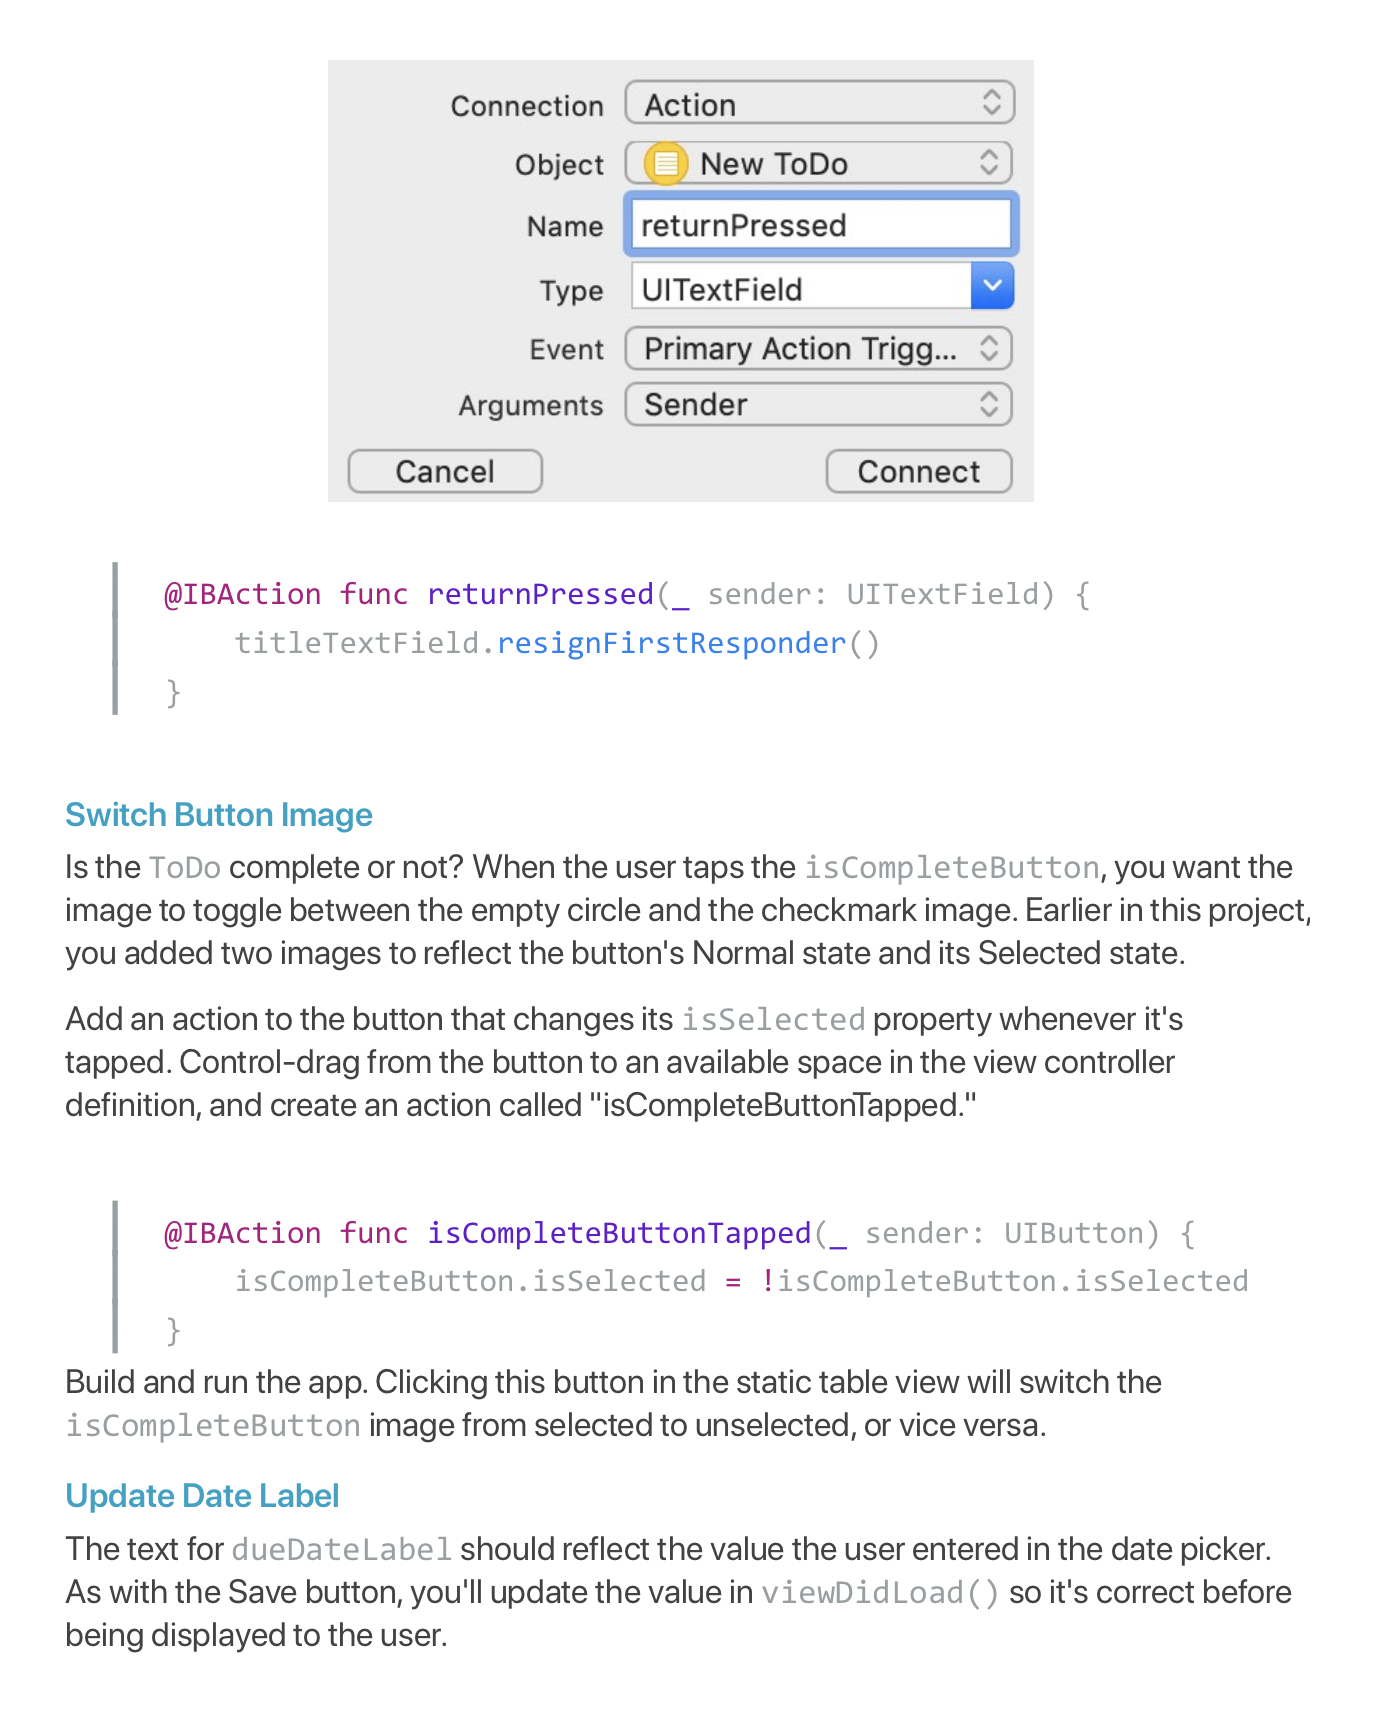 Connection Action
Object New ToDo
Name returnPressed
Type UITextField
Event Primary Action Trigg...
Arguments Sender
Cancel Connect
@IBAction func returnPressed(_ sender: UITextField) {
    titleTextField.resignFirstResponder()
}
Switch Button Image
Is the ToDo complete or not? When the user taps the isCompleteButton, you want the
image to toggle between the empty circle and the checkmark image. Earlier in this project,
you added two images to reflect the button's Normal state and its Selected state.
Add an action to the button that changes its isSelected property whenever it's
tapped. Control-drag from the button to an available space in the view controller
definition, and create an action called "isCompleteButtonTapped."
@IBAction func isCompleteButtonTapped(_ sender: UIButton) {
    isCompleteButton.isSelected = !isCompleteButton.isSelected
}
Build and run the app. Clicking this button in the static table view will switch the
isCompleteButton image from selected to unselected, or vice versa.
Update Date Label
The text for dueDateLabel should reflect the value the user entered in the date picker.
As with the Save button, you'll update the value in viewDidLoad() so it's correct before
being displayed to the user.